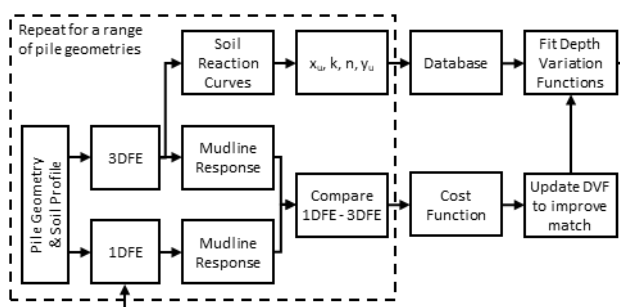 Repeat for a range
of pile geometries
Soil
Reaction
Curves
xᵤ, k, n, yᵤ
Database
Fit Depth
Variation
Functions
Pile Geometry
& Soil Profile
3DFE
Mudline
Response
1DFE
Mudline
Response
Compare
1DFE - 3DFE
Cost
Function
Update DVF
to improve
match